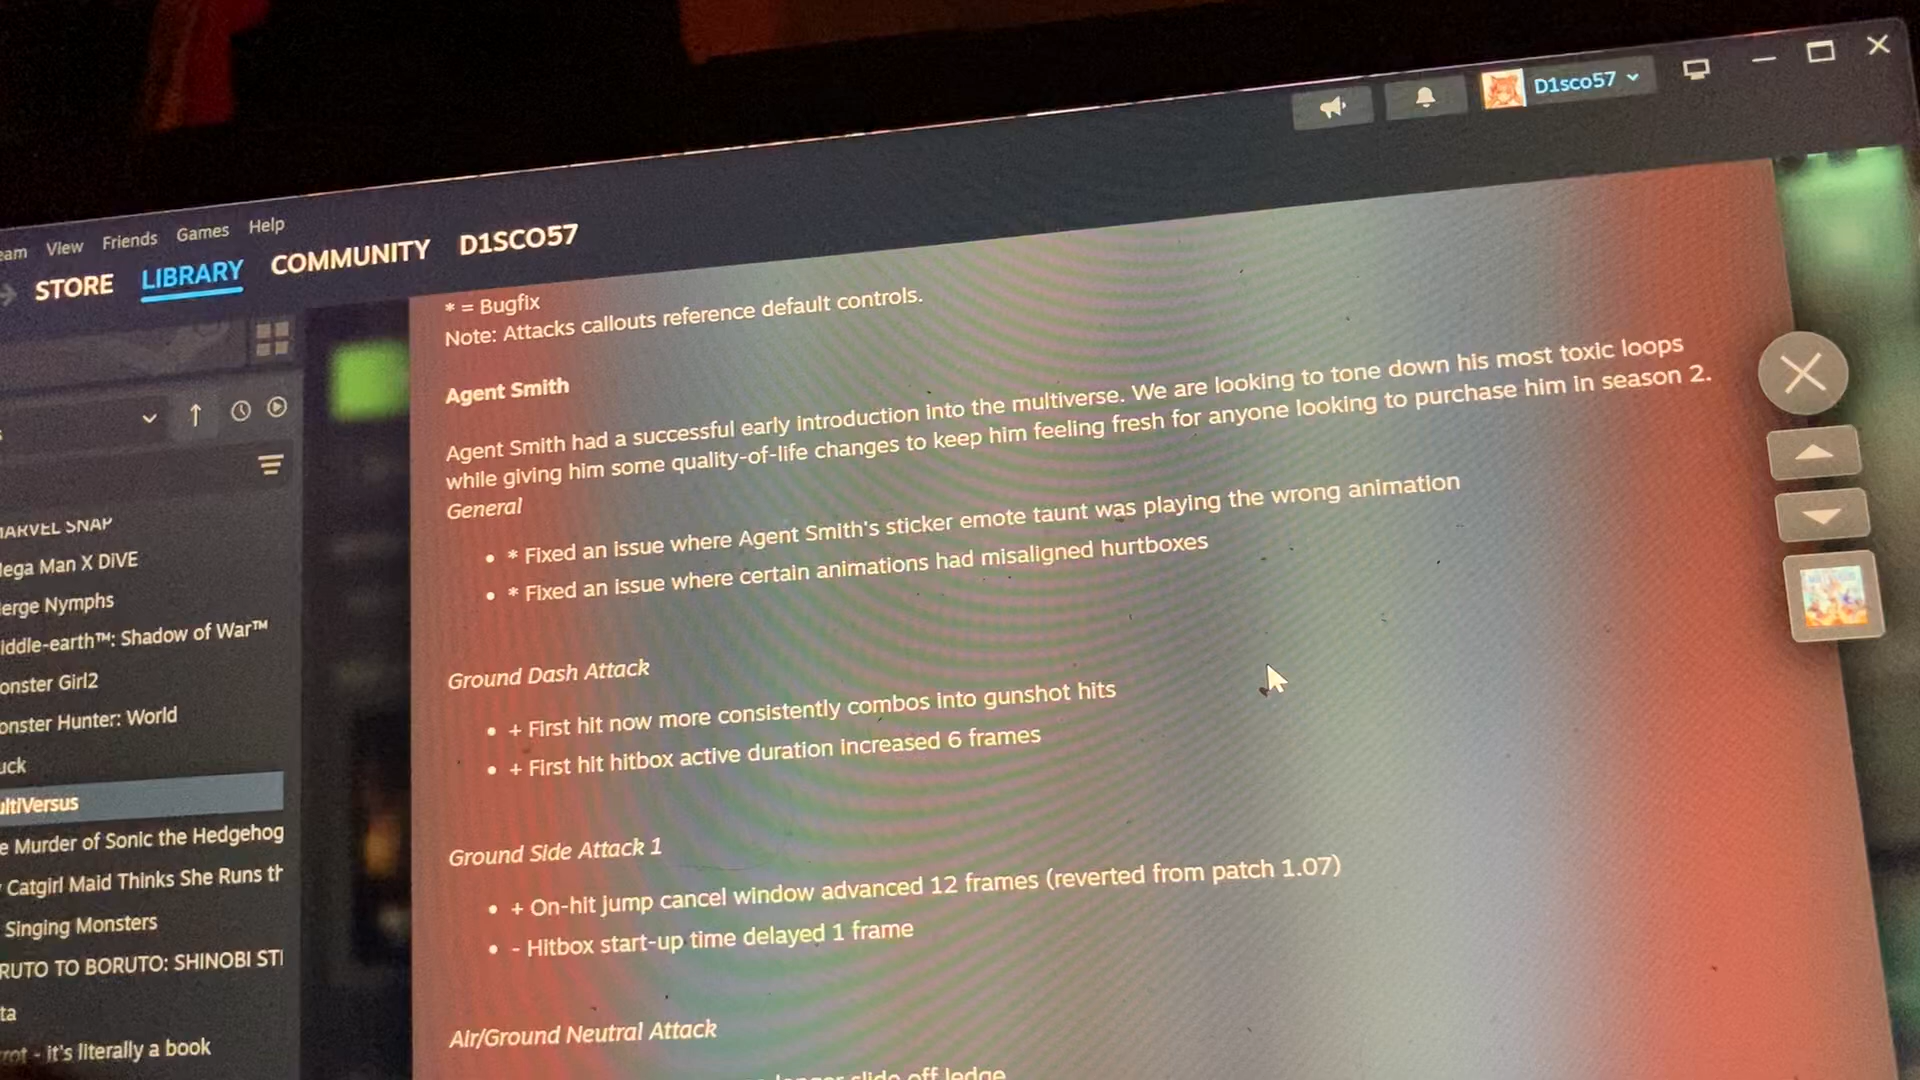 D1sco57
eam View Friends Games Help
STORE LIBRARY COMMUNITY D1SCO57
* = Bugfix
Note: Attacks callouts reference default controls.
Agent Smith
Agent Smith had a successful early introduction into the multiverse. We are looking to tone down his most toxic loops
while giving him some quality-of-life changes to keep him feeling fresh for anyone looking to purchase him in season 2.
General
• * Fixed an issue where Agent Smith's sticker emote taunt was playing the wrong animation
• * Fixed an issue where certain animations had misaligned hurtboxes
Ground Dash Attack
• + First hit now more consistently combos into gunshot hits
• + First hit hitbox active duration increased 6 frames
Ground Side Attack 1
• + On-hit jump cancel window advanced 12 frames (reverted from patch 1.07)
• - Hitbox start-up time delayed 1 frame
Air/Ground Neutral Attack
longer slide off ledge
s
MARVEL SNAP
lega Man X DiVE
erge Nymphs
iddle-earth™: Shadow of War™
onster Girl2
onster Hunter: World
uck
ultiVersus
e Murder of Sonic the Hedgehog
Catgirl Maid Thinks She Runs th
Singing Monsters
RUTO TO BORUTO: SHINOBI STI
ta
rot - it's literally a book